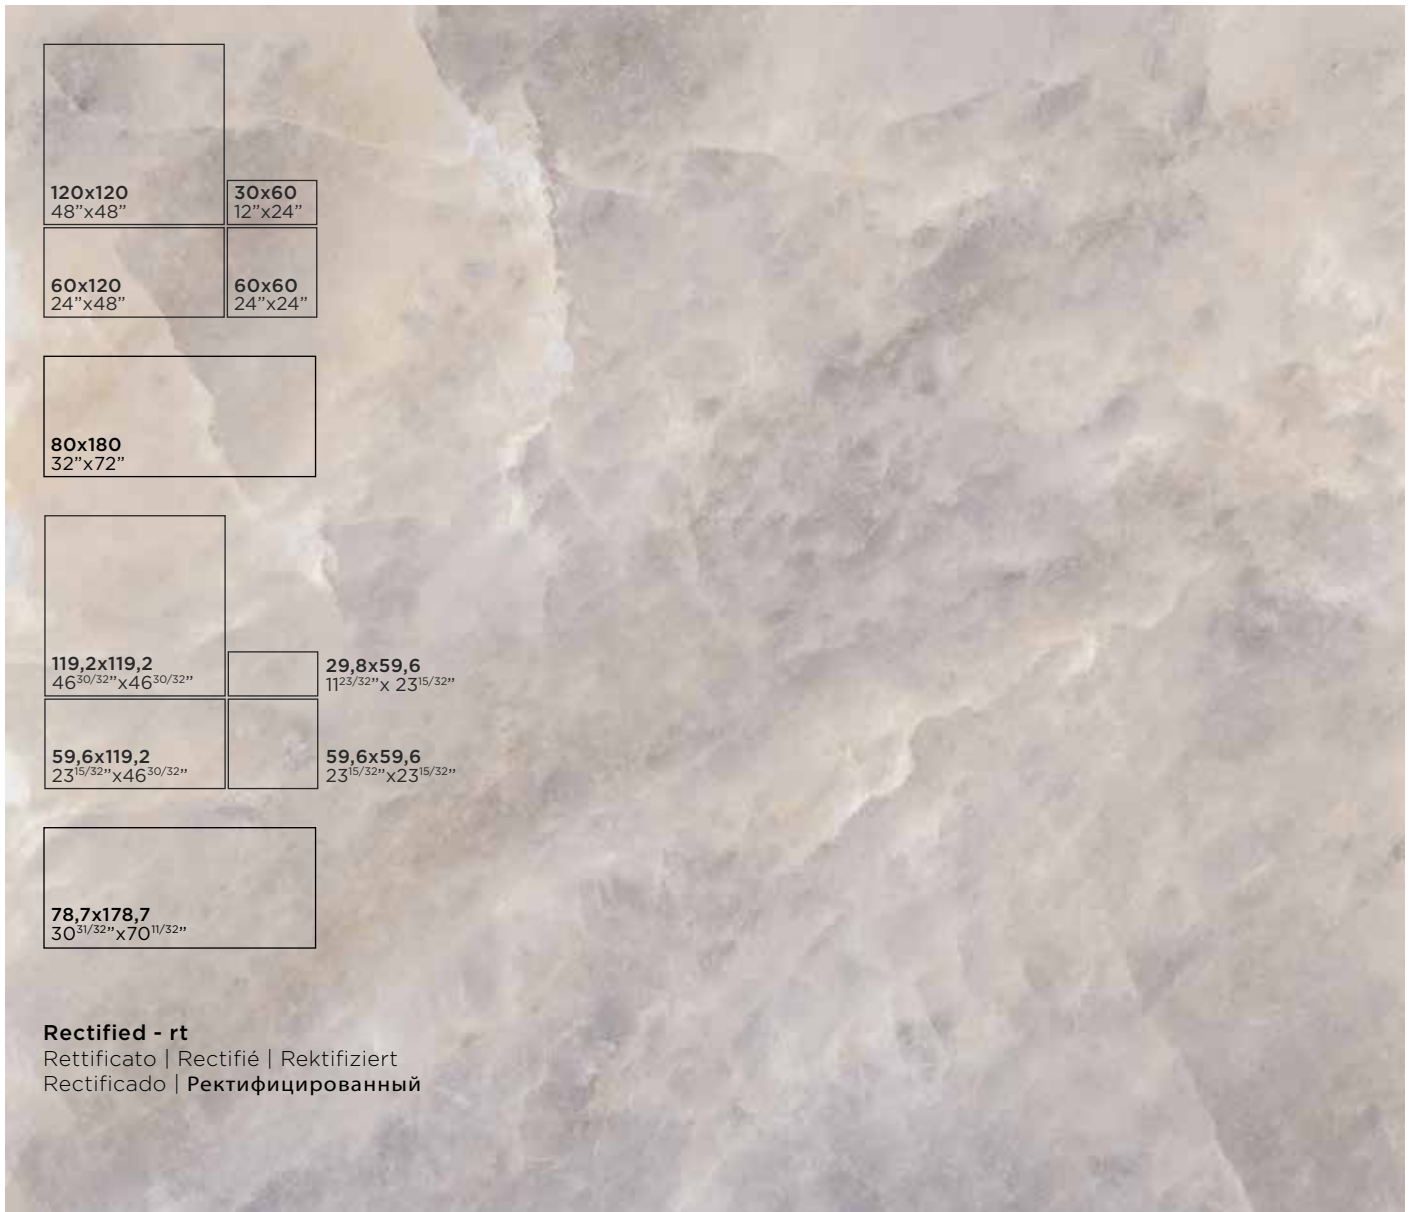 120x120
48”x48”
30x60
12”x24”
60x120
24”x48”
60x60
24”x24”
80x180
32”x72”
119,2x119,2
46³⁰/³²”x46³⁰/³²”
29,8x59,6
11²³/³²”x 23¹⁵/³²”
59,6x119,2
23¹⁵/³²”x46³⁰/³²”
59,6x59,6
23¹⁵/³²”x23¹⁵/³²”
78,7x178,7
30³¹/³²”x70¹¹/³²”
Rectified - rt
Rettificato | Rectifié | Rektifiziert
Rectificado | Ректифицированный